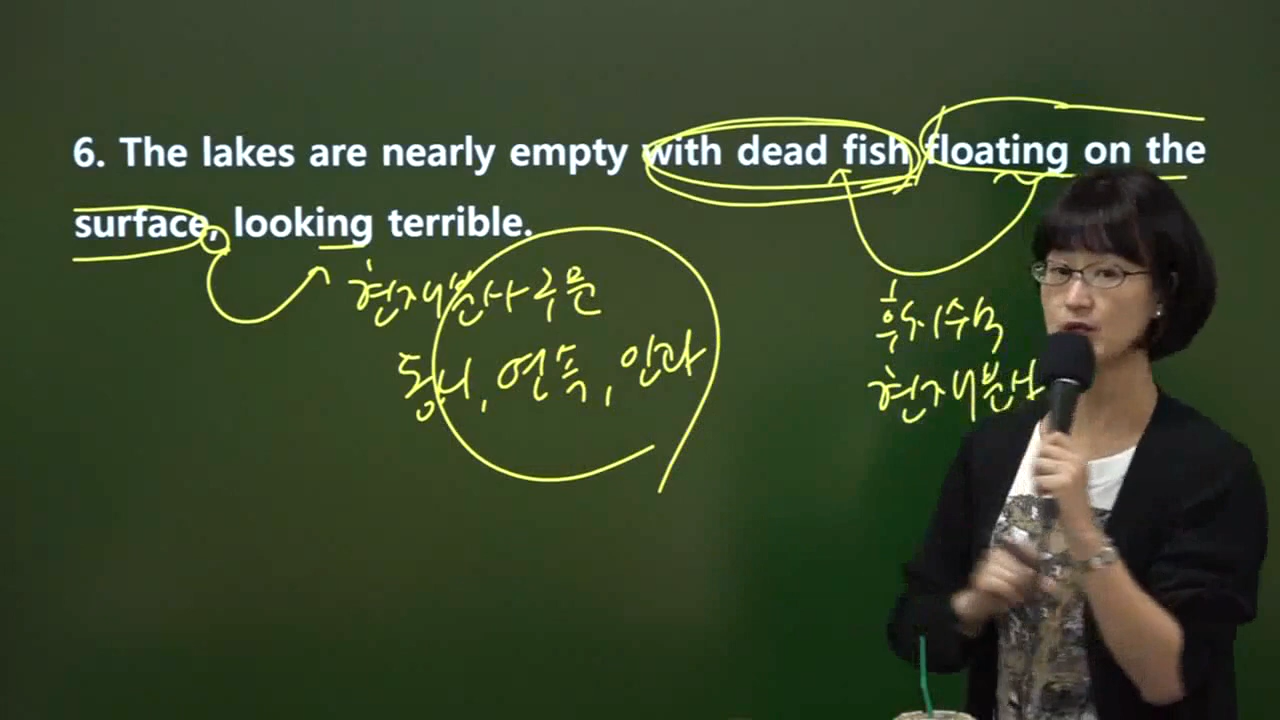 6. The lakes are nearly empty with dead fish floating on the
surface, looking terrible.
현재분사 구문
동시, 연속, 인과
후치수식
현재분사